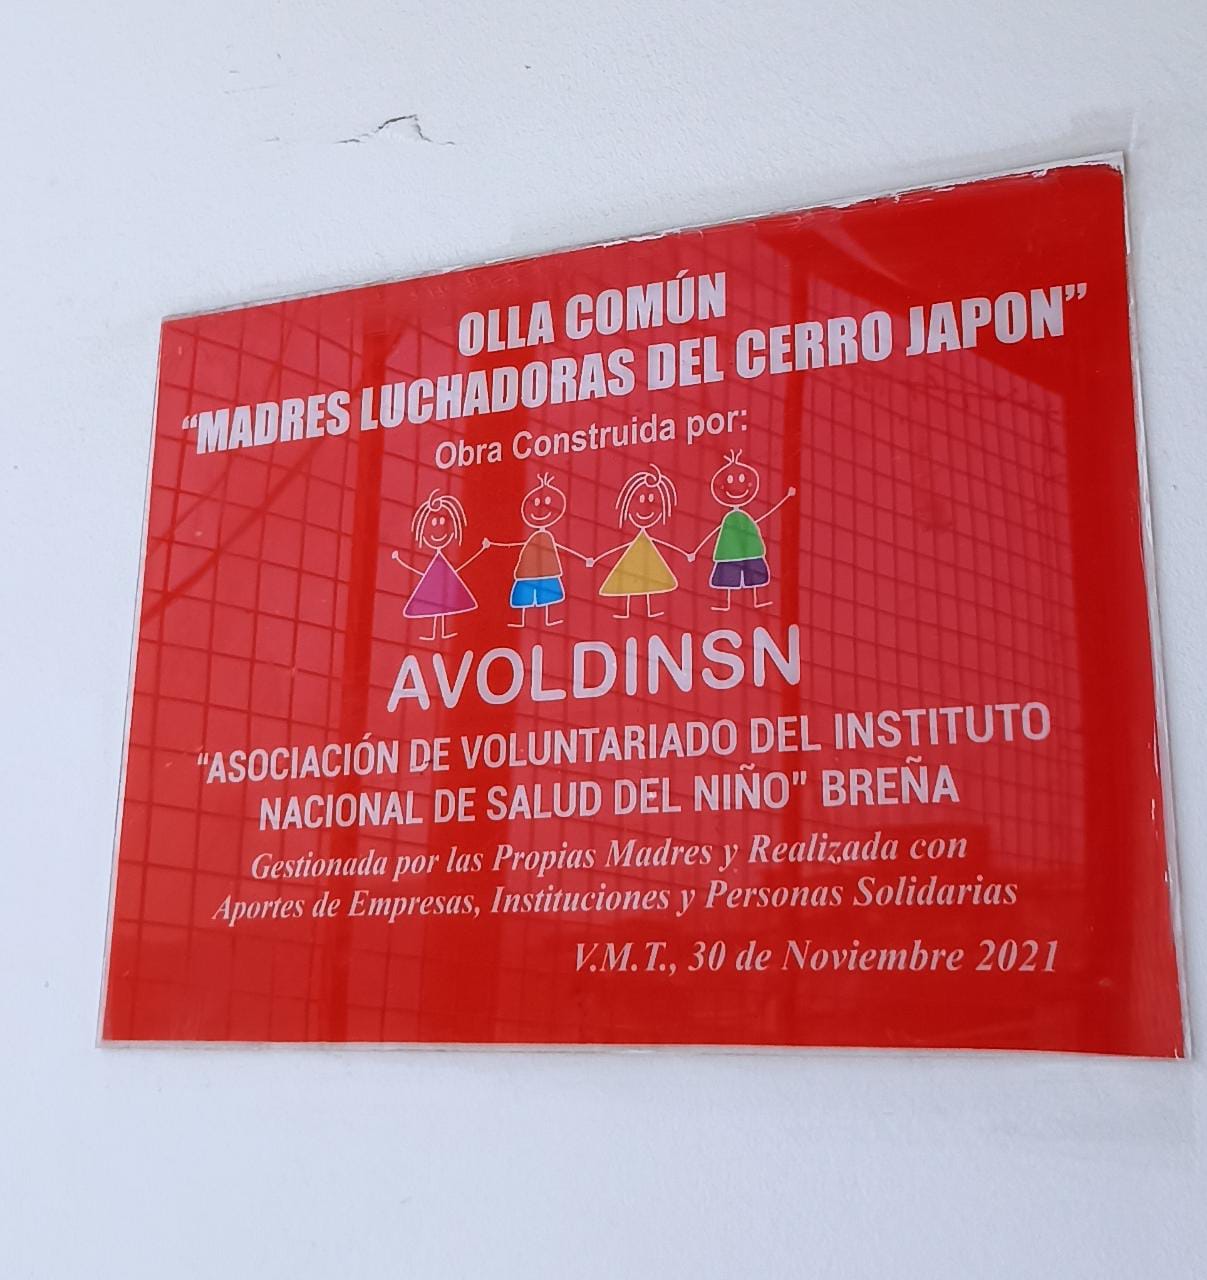 OLLA COMÚN
“MADRES LUCHADORAS DEL CERRO JAPON”
Obra Construida por:
AVOLDINSN
“ASOCIACIÓN DE VOLUNTARIADO DEL INSTITUTO
NACIONAL DE SALUD DEL NIÑO” BREÑA
Gestionada por las Propias Madres y Realizada con
Aportes de Empresas, Instituciones y Personas Solidarias
V.M.T., 30 de Noviembre 2021